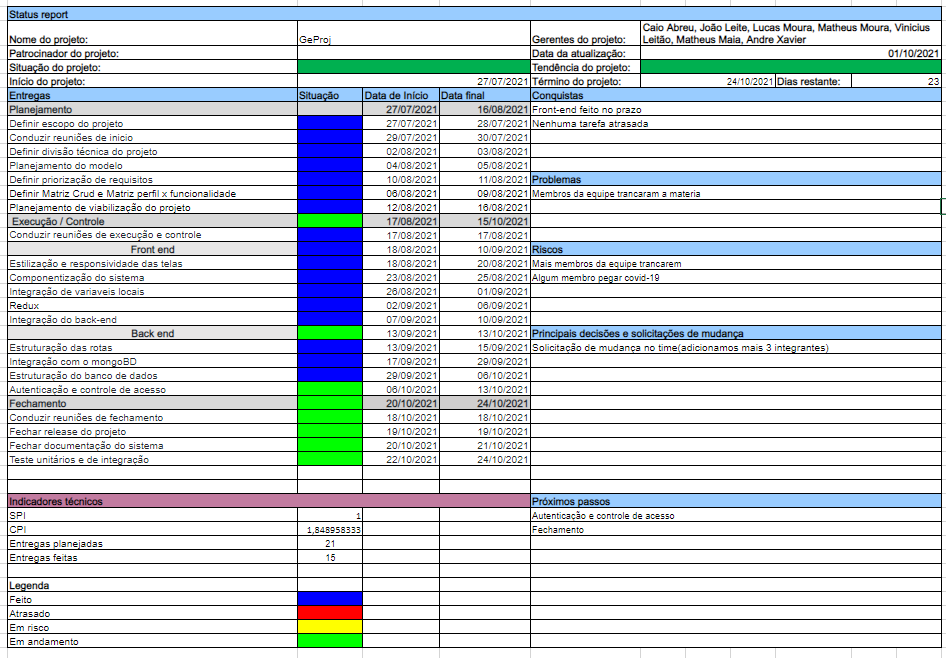 Status report
Caio Abreu, João Leite, Lucas Moura, Matheus Moura, Vinicius
Nome do projeto: GeProj Gerentes do projeto: Leitão, Matheus Maia, Andre Xavier
Patrocinador do projeto: Data da atualização: 01/10/2021
Situação do projeto: Tendência do projeto:
Início do projeto: 27/07/2021 Término do projeto: 24/10/2021 Dias restante: 23
Entregas Situação Data de Início Data final Conquistas
Planejamento 27/07/2021 16/08/2021 Front-end feito no prazo
Definir escopo do projeto 27/07/2021 28/07/2021 Nenhuma tarefa atrasada
Conduzir reuniões de inicio 29/07/2021 30/07/2021
Definir divisão técnica do projeto 02/08/2021 03/08/2021
Planejamento do modelo 04/08/2021 05/08/2021
Definir priorização de requisitos 10/08/2021 11/08/2021 Problemas
Definir Matriz Crud e Matriz perfil x funcionalidade 06/08/2021 09/08/2021 Membros da equipe trancaram a materia
Planejamento de viabilização do projeto 12/08/2021 16/08/2021
Execução / Controle 17/08/2021 15/10/2021
Conduzir reuniões de execução e controle 17/08/2021 17/08/2021
Front end 18/08/2021 10/09/2021 Riscos
Estilização e responsividade das telas 18/08/2021 20/08/2021 Mais membros da equipe trancarem
Componentização do sistema 23/08/2021 25/08/2021 Algum membro pegar covid-19
Integração de variaveis locais 26/08/2021 01/09/2021
Redux 02/09/2021 06/09/2021
Integração do back-end 07/09/2021 10/09/2021
Back end 13/09/2021 13/10/2021 Principais decisões e solicitações de mudança
Estruturação das rotas 13/09/2021 15/09/2021 Solicitação de mudança no time(adicionamos mais 3 integrantes)
Integração com o mongoBD 17/09/2021 29/09/2021
Estruturação do banco de dados 29/09/2021 06/10/2021
Autenticação e controle de acesso 06/10/2021 13/10/2021
Fechamento 20/10/2021 24/10/2021
Conduzir reuniões de fechamento 18/10/2021 18/10/2021
Fechar release do projeto 19/10/2021 19/10/2021
Fechar documentação do sistema 20/10/2021 21/10/2021
Teste unitários e de integração 22/10/2021 24/10/2021
Indicadores técnicos Próximos passos
SPI 1 Autenticação e controle de acesso
CPI 1,848958333 Fechamento
Entregas planejadas 21
Entregas feitas 15
Legenda
Feito
Atrasado
Em risco
Em andamento